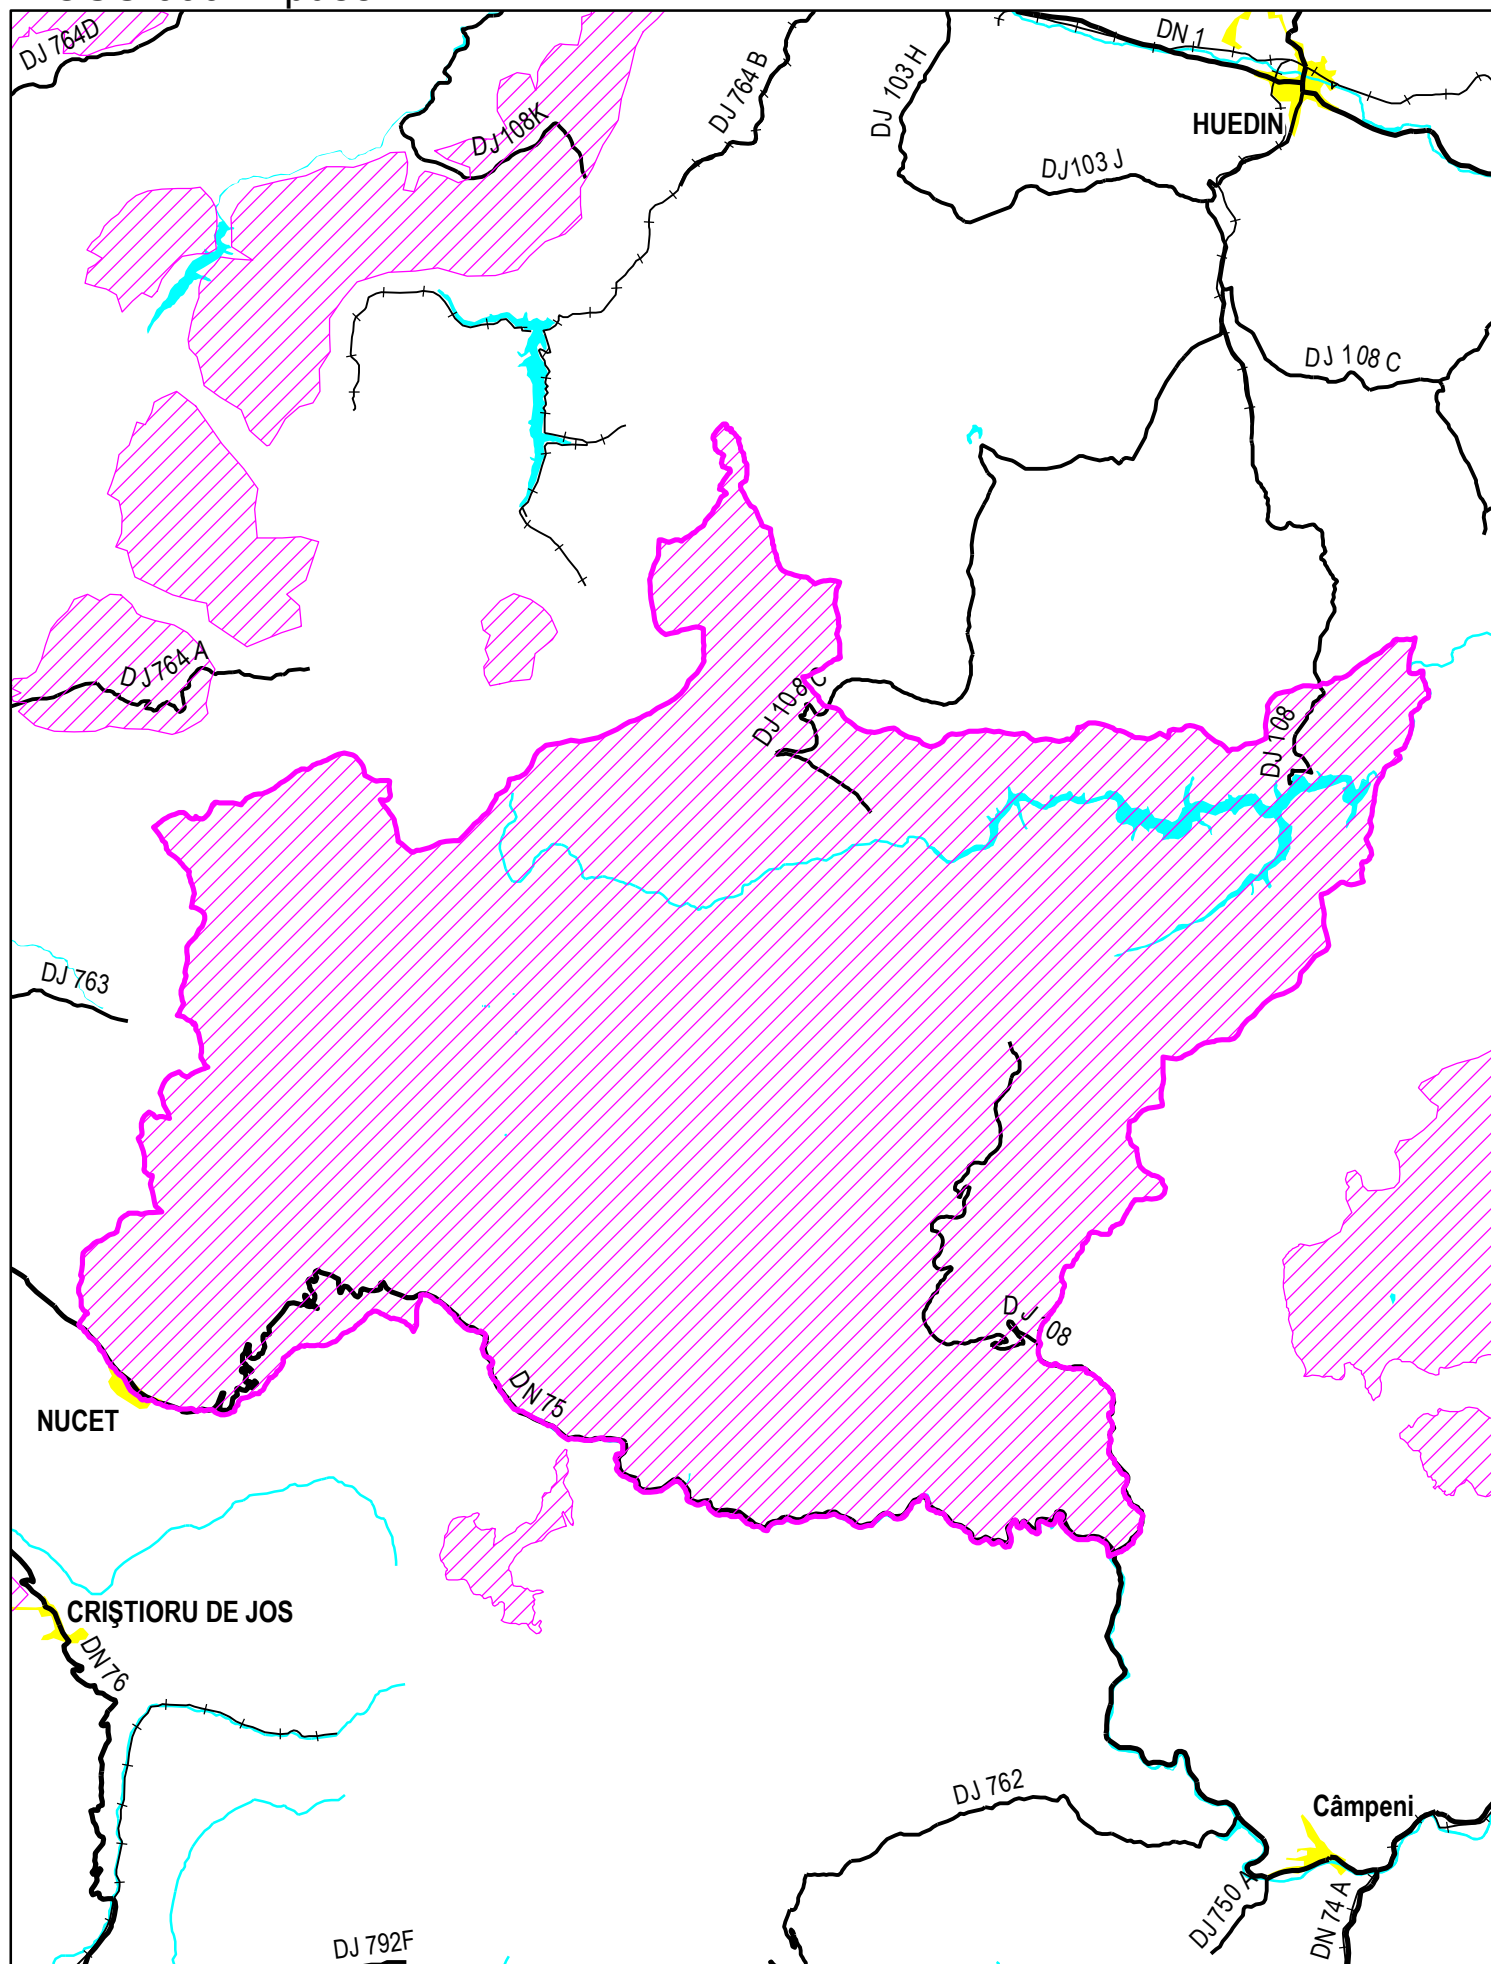 DJ 764D
DN 1
DJ 764 B
DJ 103 H
HUEDIN
DJ 108K
DJ 103 J
DJ 108 C
DJ 764 A
DJ 108 C
DJ 108
DJ 763
DJ 108
DN 75
NUCET
CRIŞTIORU DE JOS
DN 76
DJ 762
Câmpeni
DJ 750 A
DN 74 A
DJ 792F